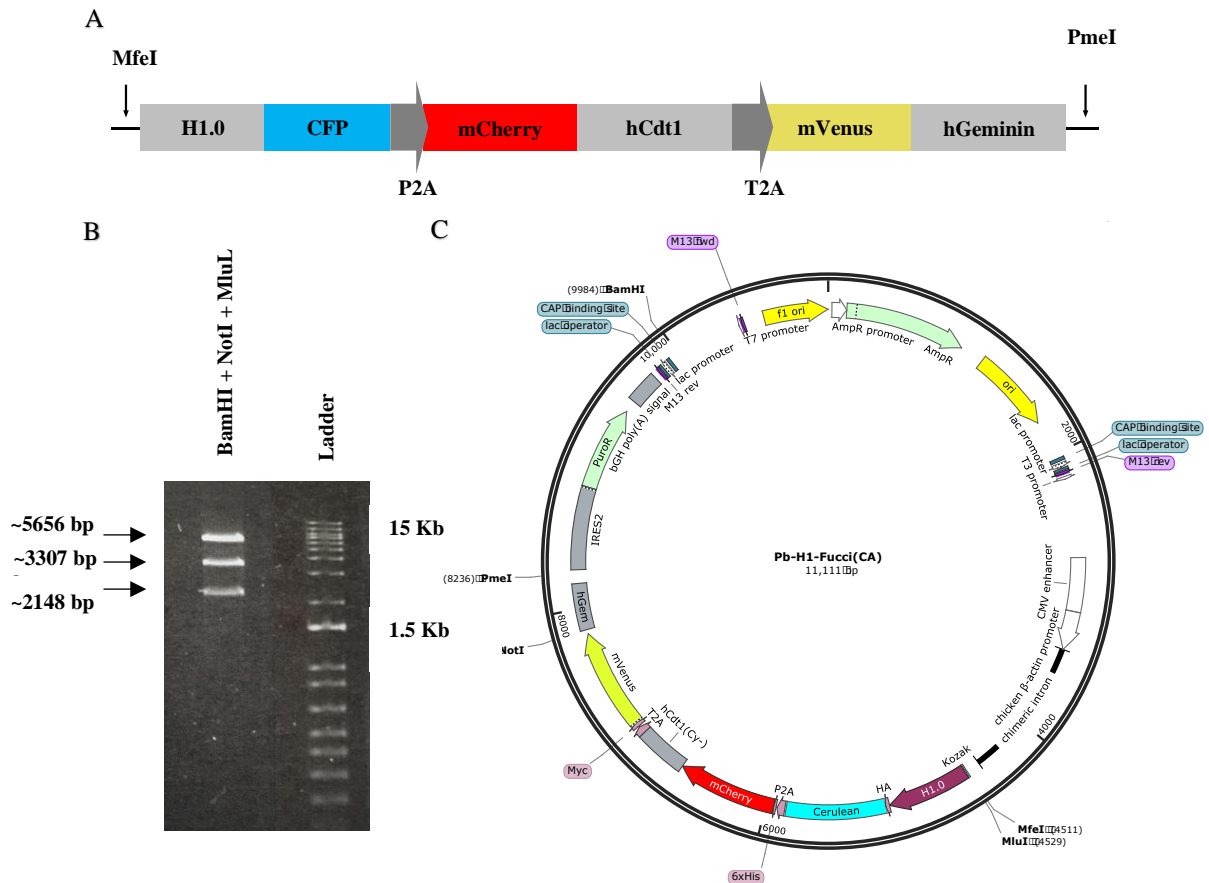 A
MfeI
PmeI
H1.0
CFP
mCherry
hCdt1
mVenus
hGeminin
P2A
T2A
B
BamHI + NotI + MluL
Ladder
~5656 bp
~3307 bp
~2148 bp
15 Kb
1.5 Kb
C
M13 fwd
(9984) BamHI
CAP binding site
lac operator
10,000
lac promoter
M13 rev
bGH poly(A) signal
PuroR
IRES2
T7 promoter
f1 ori
AmpR promoter
AmpR
ori
lac promoter
T3 promoter
2000
CAP binding site
lac operator
M13 rev
Pb-H1-Fucci(CA)
11,111 bp
CMV enhancer
chicken β-actin promoter
chimeric intron
4000
Kozak
H1.0
MfeI (4511)
MluI (4529)
HA
Cerulean
P2A
6xHis
6000
mCherry
hCdt1(Cy-)
T2A
Myc
mVenus
NotI
8000
hGem
(8236) PmeI